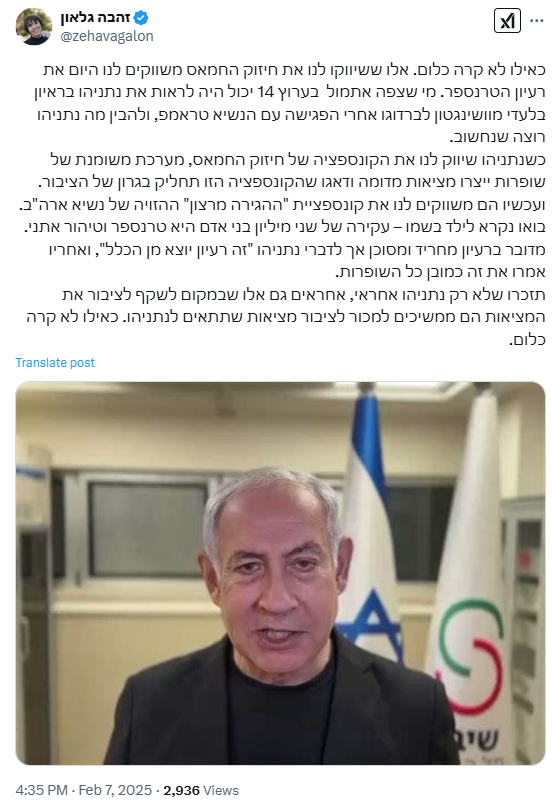 זהבה גלאון
@zehavagalon
כאילו לא קרה כלום. אלו ששיווקו לנו את חיזוק החמאס משווקים לנו היום את
רעיון הטרנספר. מי שצפה אתמול בערוץ 14 יכול היה לראות את נתניהו בראיון
בלעדי מוושינגטון לברדוגו אחרי הפגישה עם הנשיא טראמפ, ולהבין מה נתניהו
רוצה שנחשוב.
כשנתניהו שיווק לנו את הקונספציה של חיזוק החמאס, מערכת משומנת של
שופרות ייצרו מציאות מדומה ודאגו שהקונספציה הזו תחליק בגרון של הציבור.
ועכשיו הם משווקים לנו את קונספציית "ההגירה מרצון" ההזויה של נשיא ארה"ב.
בואו נקרא לילד בשמו – עקירה של שני מיליון בני אדם היא טרנספר וטיהור אתני.
מדובר ברעיון מחריד ומסוכן אך לדברי נתניהו "זה רעיון יוצא מן הכלל", ואחריו
אמרו את זה כמובן כל השופרות.
תזכרו שלא רק נתניהו אחראי, אחראים גם אלו שבמקום לשקף לציבור את
המציאות הם ממשיכים למכור לציבור מציאות שתתאים לנתניהו. כאילו לא קרה
כלום.
Translate post
שיב
4:35 PM · Feb 7, 2025 · 2,936 Views